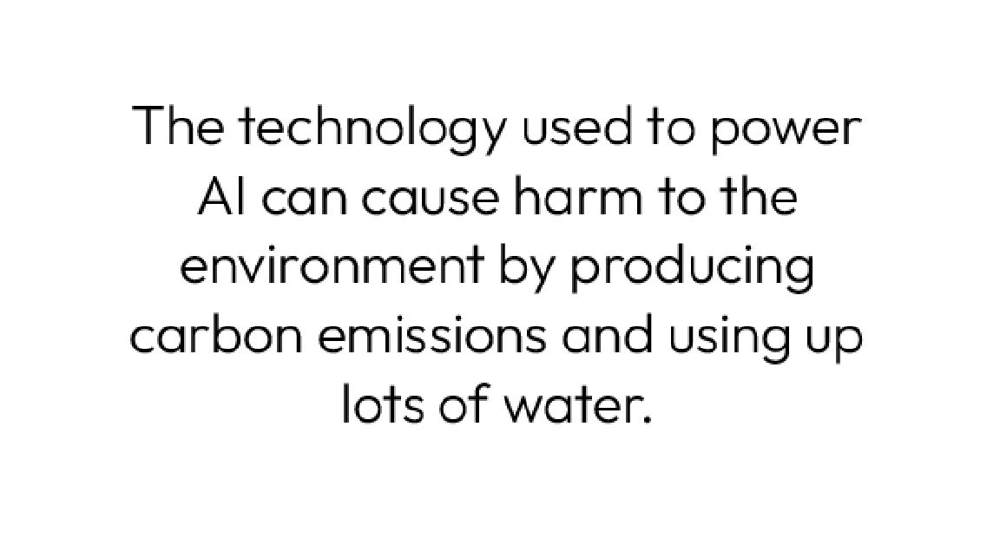 The technology used to power
AI can cause harm to the
environment by producing
carbon emissions and using up
lots of water.